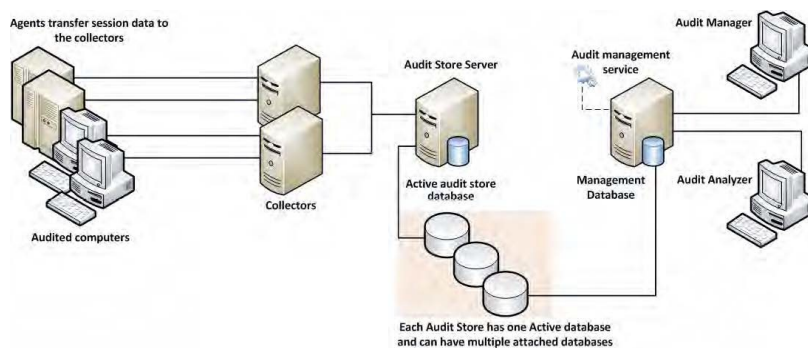 Agents transfer session data to
the collectors
Audited computers
Collectors
Audit Store Server
Active audit store
database
Each Audit Store has one Active database
and can have multiple attached databases
Audit management
service
Management
Database
Audit Manager
Audit Analyzer